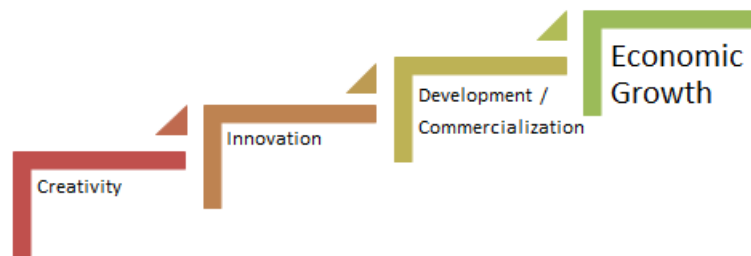 Creativity
Innovation
Development /
Commercialization
Economic
Growth